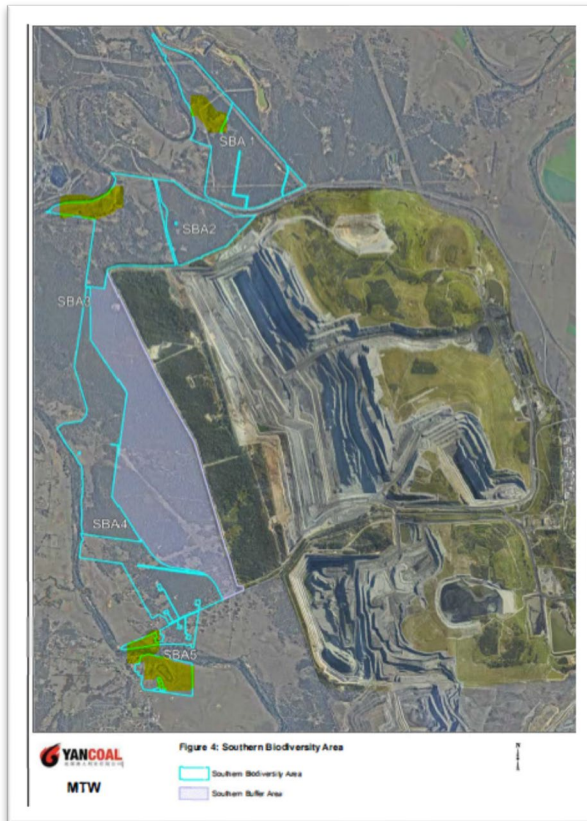 SBA 1
SBA2
SBA3
SBA4
SBA5
YANCOAL
MTW
Figure 4: Southern Biodiversity Area
Southern Biodiversity Area
Southern Buffer Area
N